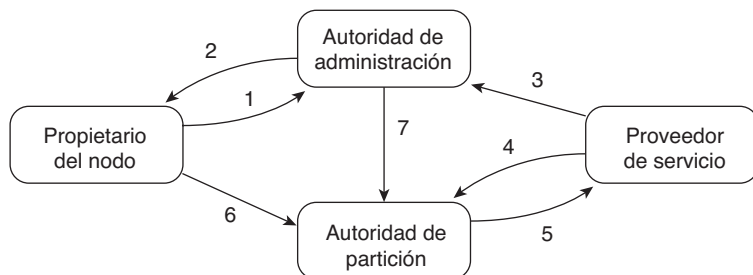 Autoridad de
administración
2
1
3
Propietario
del nodo
7
Proveedor
de servicio
4
6
5
Autoridad de
partición